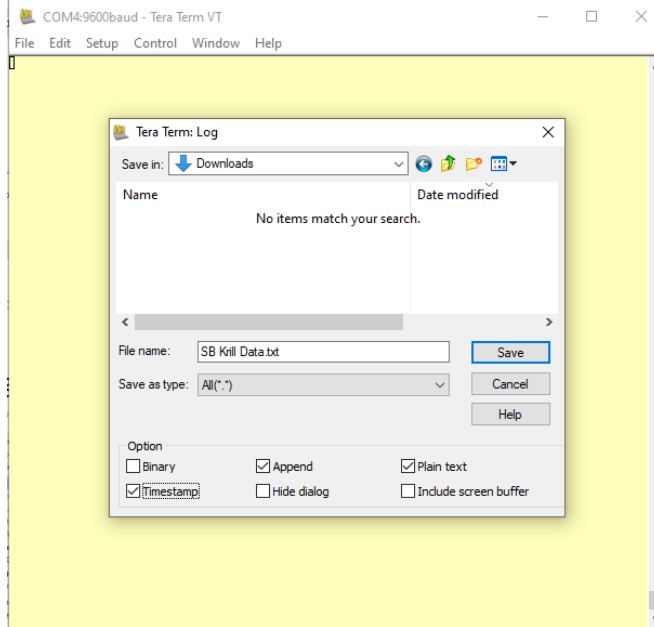 COM4:9600baud - Tera Term VT
File Edit Setup Control Window Help
Tera Term: Log
Save in: Downloads
Name Date modified
No items match your search.
File name: SB Krill Data.txt Save
Save as type: All(*.*) Cancel
Help
Option
Binary Append Plain text
Timestamp Hide dialog Include screen buffer